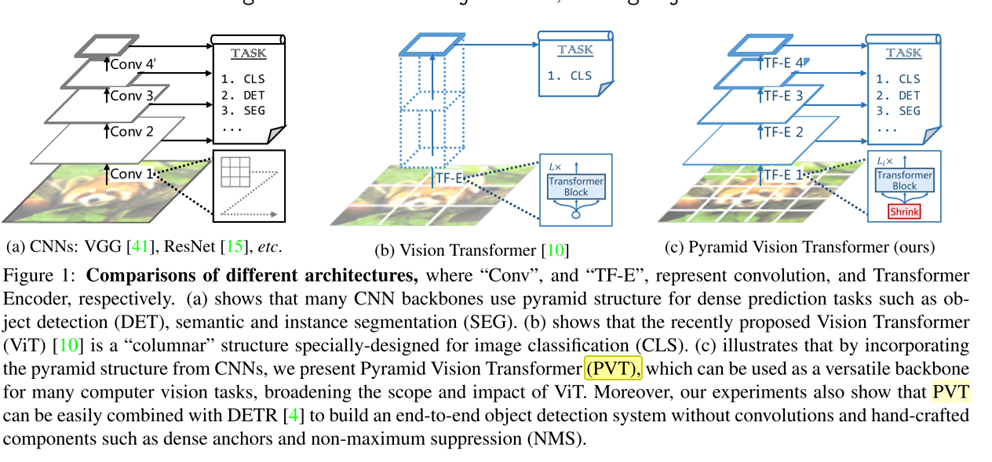 TASK
1. CLS
2. DET
3. SEG
...
Conv 4
Conv 3
Conv 2
Conv 1
(a) CNNs: VGG [41], ResNet [15], etc.
TASK
1. CLS
TF-E
L×
Transformer
Block
(b) Vision Transformer [10]
TASK
1. CLS
2. DET
3. SEG
...
TF-E 4
TF-E 3
TF-E 2
TF-E 1
Lᵢ×
Transformer
Block
Shrink
(c) Pyramid Vision Transformer (ours)
Figure 1: Comparisons of different architectures, where “Conv”, and “TF-E”, represent convolution, and Transformer
Encoder, respectively. (a) shows that many CNN backbones use pyramid structure for dense prediction tasks such as ob-
ject detection (DET), semantic and instance segmentation (SEG). (b) shows that the recently proposed Vision Transformer
(ViT) [10] is a “columnar” structure specially-designed for image classification (CLS). (c) illustrates that by incorporating
the pyramid structure from CNNs, we present Pyramid Vision Transformer (PVT), which can be used as a versatile backbone
for many computer vision tasks, broadening the scope and impact of ViT. Moreover, our experiments also show that PVT
can be easily combined with DETR [4] to build an end-to-end object detection system without convolutions and hand-crafted
components such as dense anchors and non-maximum suppression (NMS).